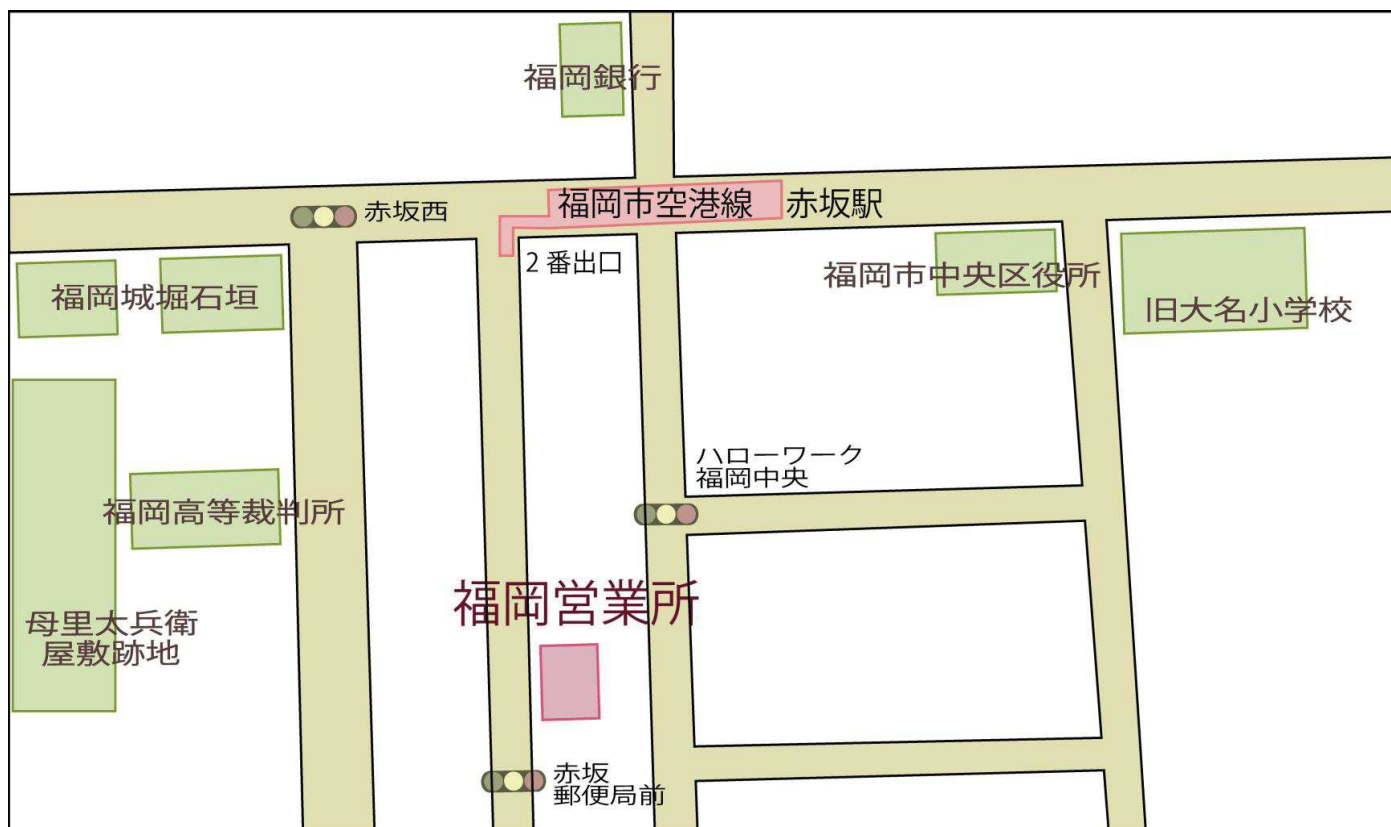 福岡銀行
福岡市空港線
赤坂駅
赤坂西
2番出口
福岡城堀石垣
福岡市中央区役所
旧大名小学校
ハローワーク
福岡中央
福岡高等裁判所
福岡営業所
母里太兵衛
屋敷跡地
赤坂
郵便局前